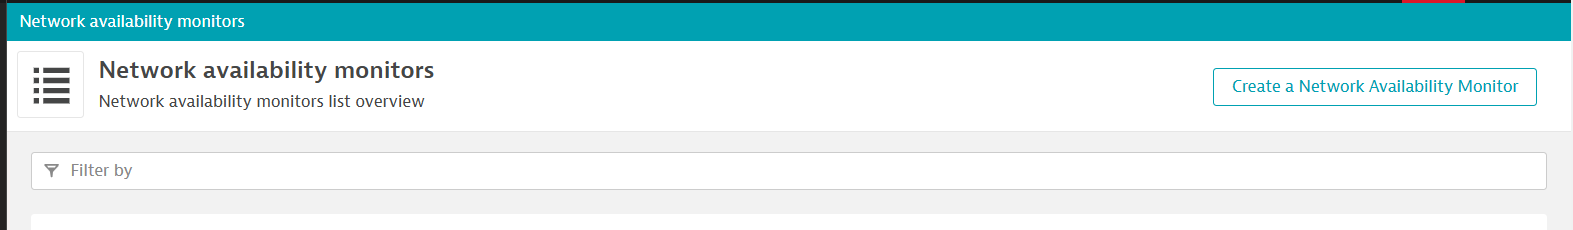 Network availability monitors
Network availability monitors
Network availability monitors list overview
Create a Network Availability Monitor
Filter by